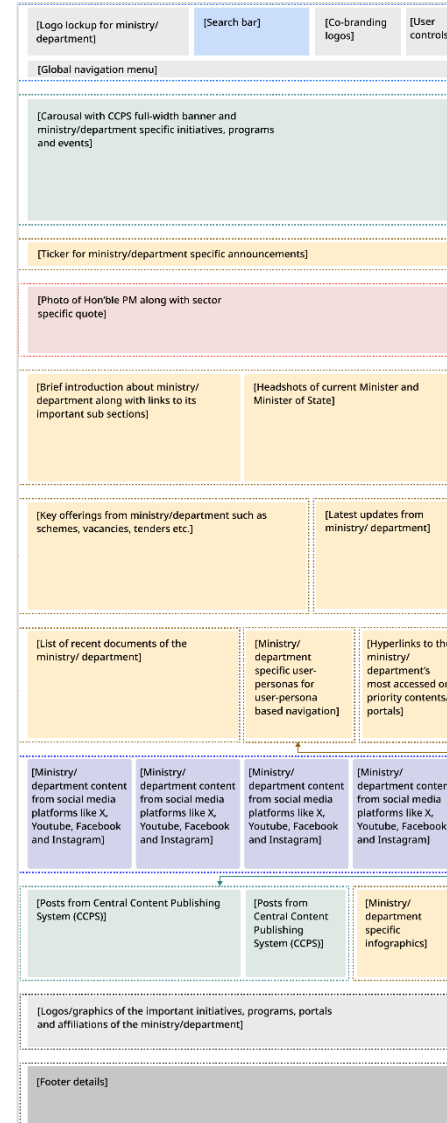 [Logo lockup for ministry/
department]
[Search bar]
[Co-branding
logos]
[User
controls
[Global navigation menu]
[Carousal with CCPS full-width banner and
ministry/department specific initiatives, programs
and events]
[Ticker for ministry/department specific announcements]
[Photo of Hon'ble PM along with sector
specific quote]
[Brief introduction about ministry/
department along with links to its
important sub sections]
[Headshots of current Minister and
Minister of State]
[Key offerings from ministry/department such as
schemes, vacancies, tenders etc.]
[Latest updates from
ministry/ department]
[List of recent documents of the
ministry/ department]
[Ministry/
department
specific user-
personas for
user-persona
based navigation]
[Hyperlinks to the
ministry/
department's
most accessed or
priority contents/
portals]
[Ministry/
department content
from social media
platforms like X,
Youtube, Facebook
and Instagram]
[Ministry/
department content
from social media
platforms like X,
Youtube, Facebook
and Instagram]
[Ministry/
department content
from social media
platforms like X,
Youtube, Facebook
and Instagram]
[Ministry/
department content
from social media
platforms like X,
Youtube, Facebook
and Instagram]
[Posts from Central Content Publishing
System (CCPS)]
[Posts from
Central Content
Publishing
System (CCPS)]
[Ministry/
department
specific
infographics]
[Logos/graphics of the important initiatives, programs, portals
and affiliations of the ministry/department]
[Footer details]